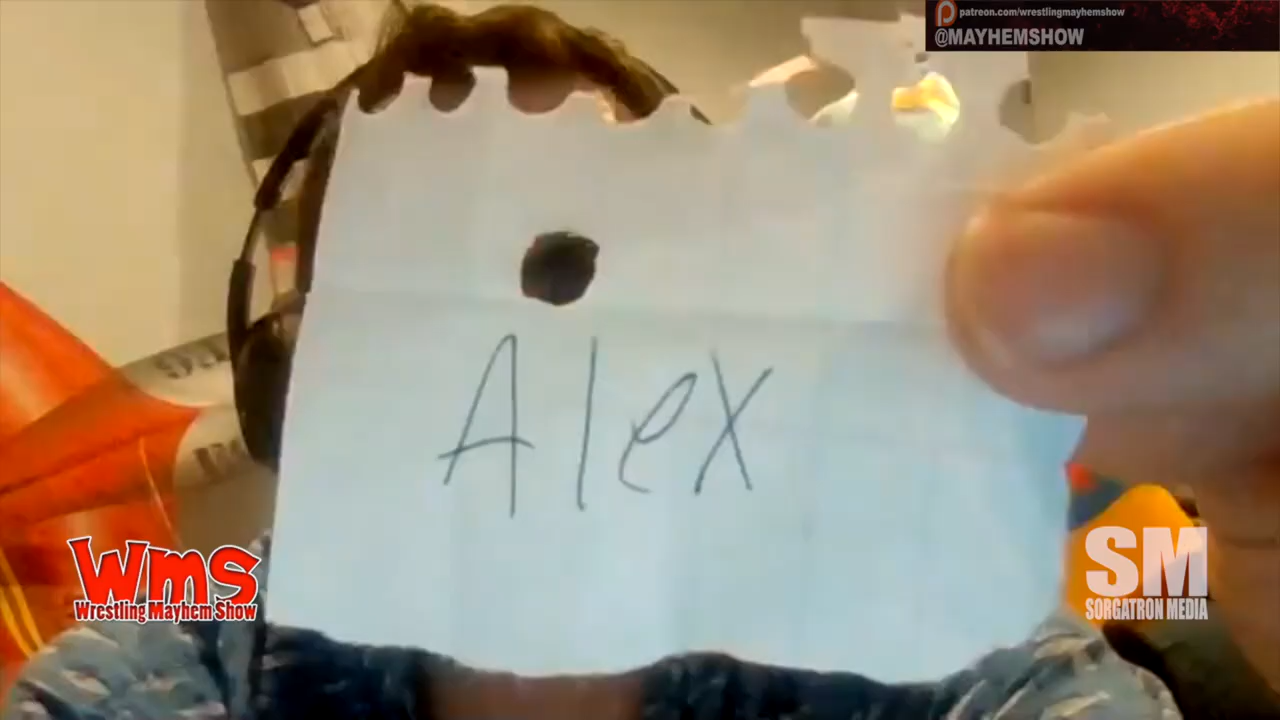 patreon.com/wrestlingmayhemshow
@MAYHEMSHOW
Alex
Wms
Wrestling Mayhem Show
SM
SORGATRON MEDIA